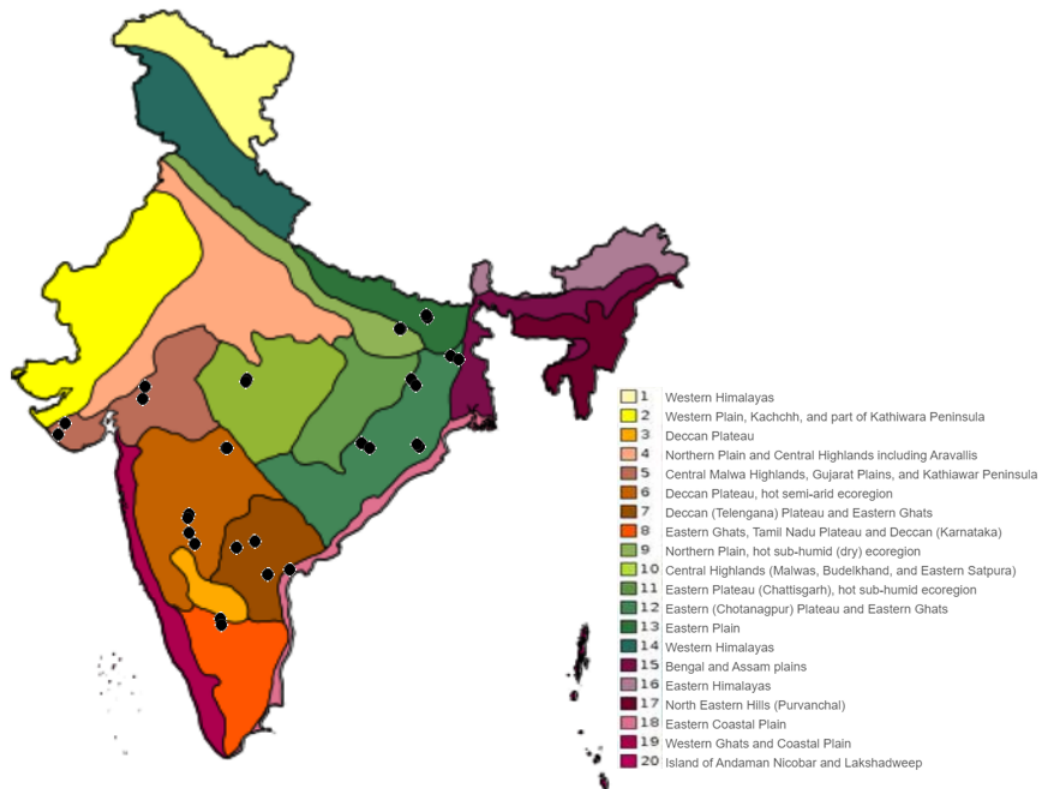 1 Western Himalayas
2 Western Plain, Kachchh, and part of Kathiwara Peninsula
3 Deccan Plateau
4 Northern Plain and Central Highlands including Aravallis
5 Central Malwa Highlands, Gujarat Plains, and Kathiawar Peninsula
6 Deccan Plateau, hot semi-arid ecoregion
7 Deccan (Telengana) Plateau and Eastern Ghats
8 Eastern Ghats, Tamil Nadu Plateau and Deccan (Karnataka)
9 Northern Plain, hot sub-humid (dry) ecoregion
10 Central Highlands (Malwas, Budelkhand, and Eastern Satpura)
11 Eastern Plateau (Chattisgarh), hot sub-humid ecoregion
12 Eastern (Chotanagpur) Plateau and Eastern Ghats
13 Eastern Plain
14 Western Himalayas
15 Bengal and Assam plains
16 Eastern Himalayas
17 North Eastern Hills (Purvanchal)
18 Eastern Coastal Plain
19 Western Ghats and Coastal Plain
20 Island of Andaman Nicobar and Lakshadweep